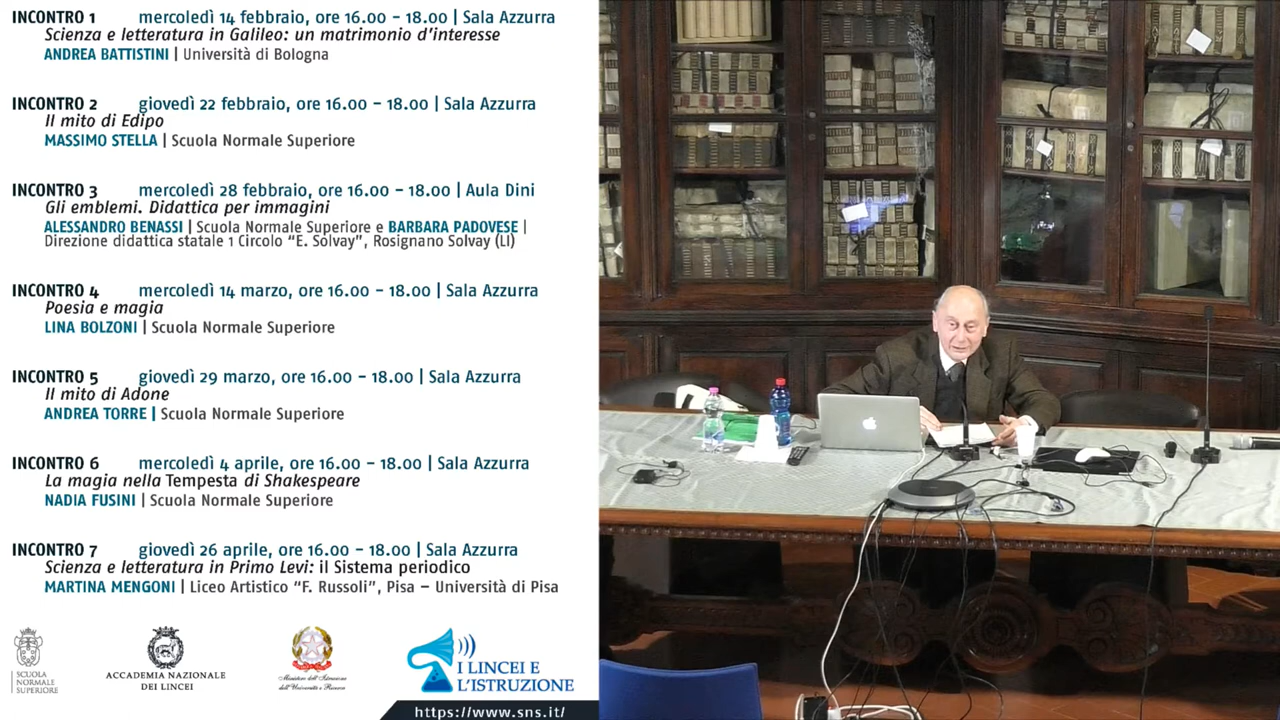 INCONTRO 1 mercoledì 14 febbraio, ore 16.00 – 18.00 | Sala Azzurra
Scienza e letteratura in Galileo: un matrimonio d'interesse
ANDREA BATTISTINI | Università di Bologna
INCONTRO 2 giovedì 22 febbraio, ore 16.00 – 18.00 | Sala Azzurra
Il mito di Edipo
MASSIMO STELLA | Scuola Normale Superiore
INCONTRO 3 mercoledì 28 febbraio, ore 16.00 – 18.00 | Aula Dini
Gli emblemi. Didattica per immagini
ALESSANDRO BENASSI | Scuola Normale Superiore e BARBARA PADOVESE |
Direzione didattica statale 1 Circolo "E. Solvay", Rosignano Solvay (LI)
INCONTRO 4 mercoledì 14 marzo, ore 16.00 – 18.00 | Sala Azzurra
Poesia e magia
LINA BOLZONI | Scuola Normale Superiore
INCONTRO 5 giovedì 29 marzo, ore 16.00 – 18.00 | Sala Azzurra
Il mito di Adone
ANDREA TORRE | Scuola Normale Superiore
INCONTRO 6 mercoledì 4 aprile, ore 16.00 – 18.00 | Sala Azzurra
La magia nella Tempesta di Shakespeare
NADIA FUSINI | Scuola Normale Superiore
INCONTRO 7 giovedì 26 aprile, ore 16.00 – 18.00 | Sala Azzurra
Scienza e letteratura in Primo Levi: il Sistema periodico
MARTINA MENGONI | Liceo Artistico "F. Russoli", Pisa – Università di Pisa
SCUOLA
NORMALE
SUPERIORE
ACCADEMIA NAZIONALE
DEI LINCEI
Ministero dell'Istruzione
dell'Università e Ricerca
I LINCEI E
L'ISTRUZIONE
https://www.sns.it/